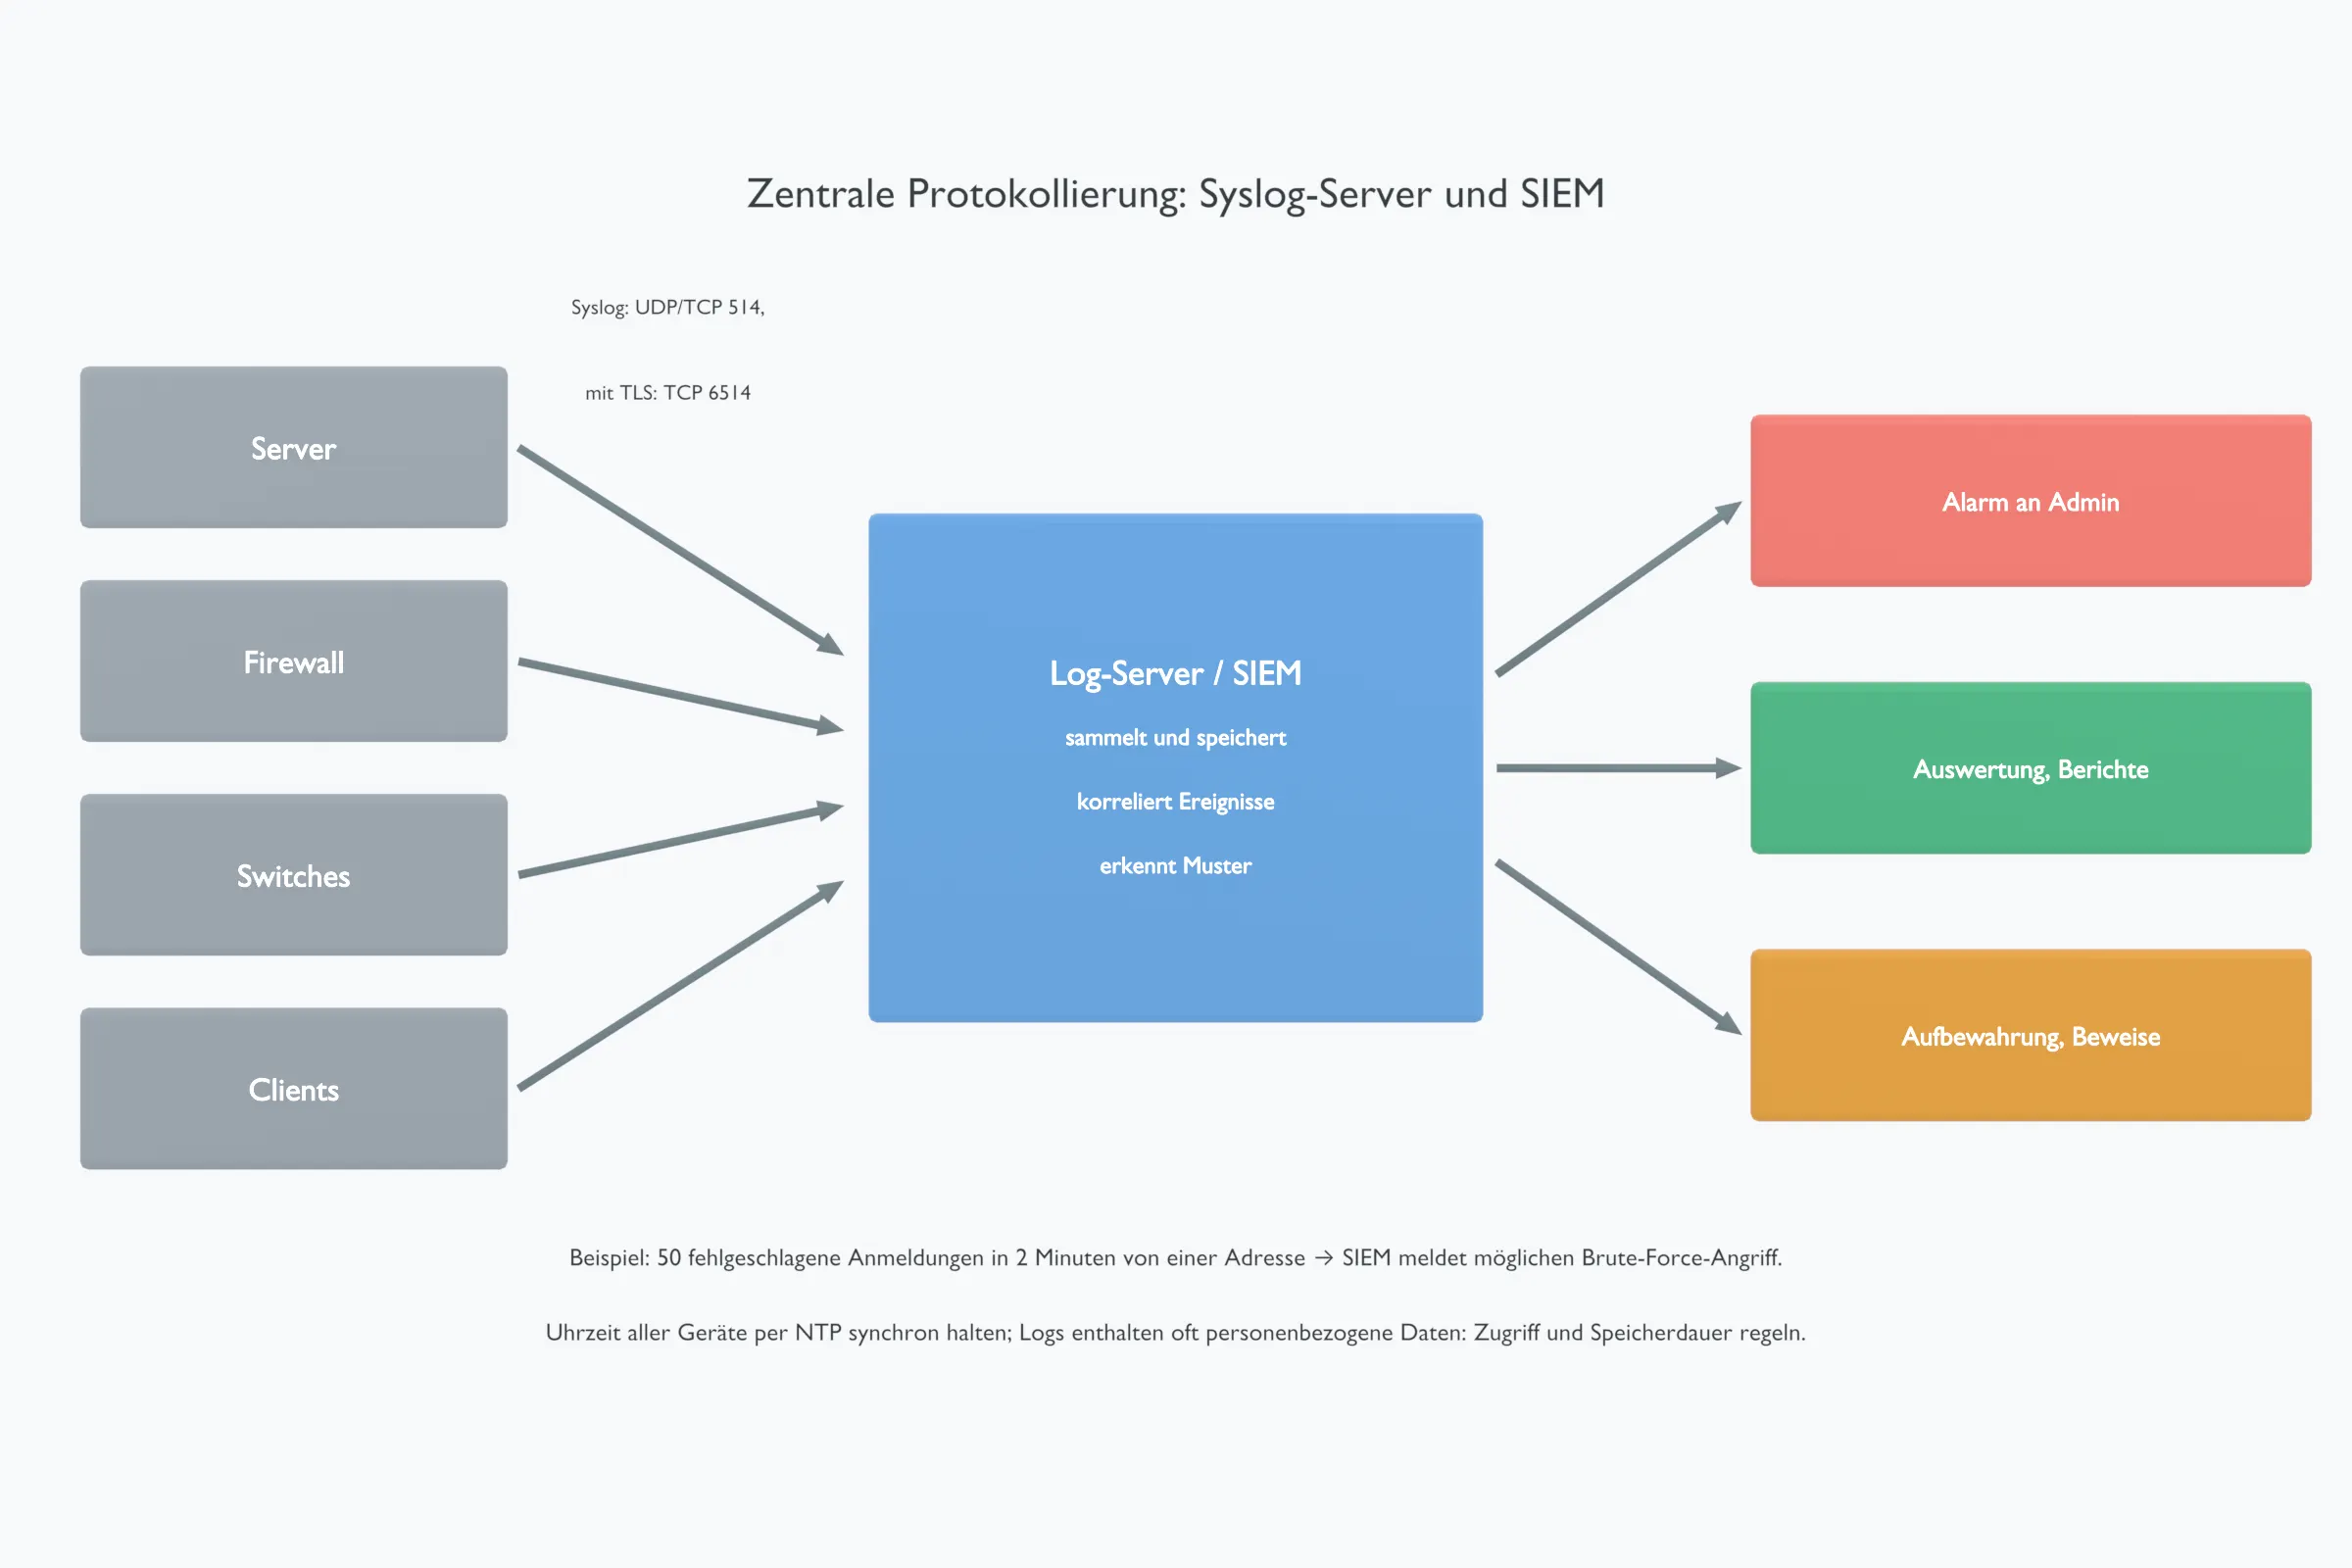 Zentrale Protokollierung: Syslog-Server und SIEM
Syslog: UDP/TCP 514,
mit TLS: TCP 6514
Server
Firewall
Switches
Clients
Log-Server / SIEM
sammelt und speichert
korreliert Ereignisse
erkennt Muster
Alarm an Admin
Auswertung, Berichte
Aufbewahrung, Beweise
Beispiel: 50 fehlgeschlagene Anmeldungen in 2 Minuten von einer Adresse → SIEM meldet möglichen Brute-Force-Angriff.
Uhrzeit aller Geräte per NTP synchron halten; Logs enthalten oft personenbezogene Daten: Zugriff und Speicherdauer regeln.